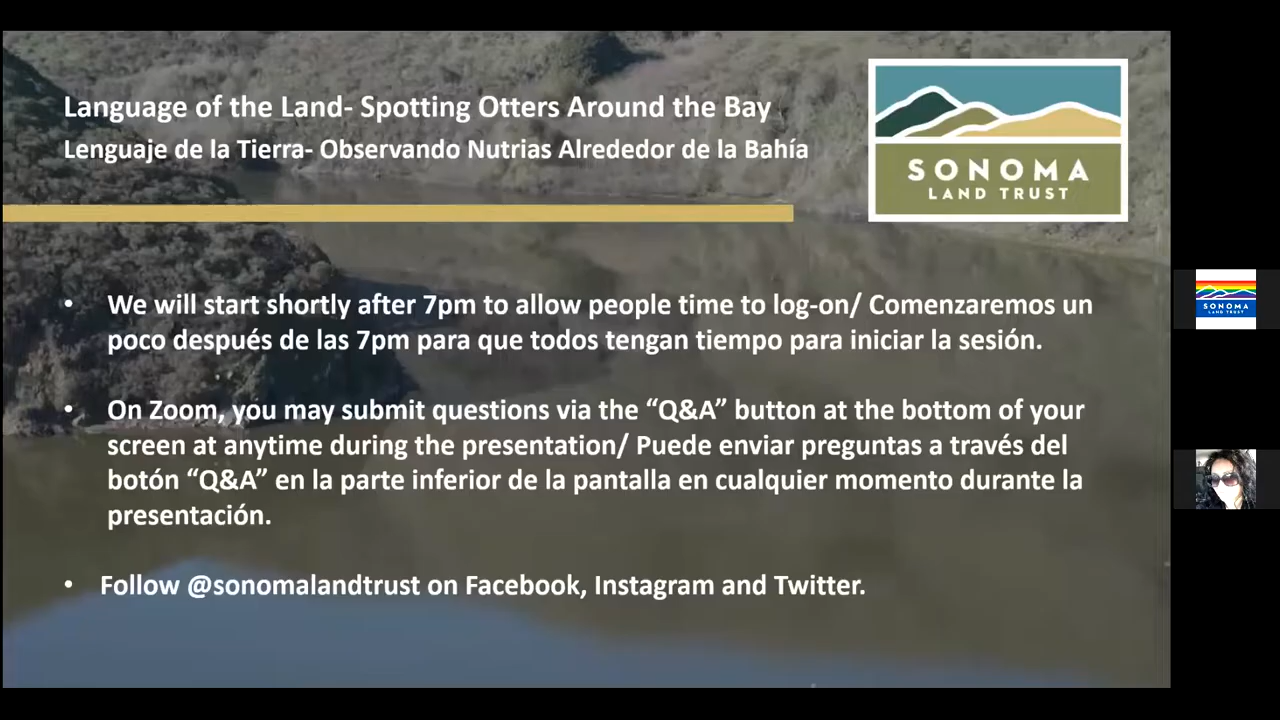 Language of the Land- Spotting Otters Around the Bay
Lenguaje de la Tierra- Observando Nutrias Alrededor de la Bahía
SONOMA
LAND TRUST
• We will start shortly after 7pm to allow people time to log-on/ Comenzaremos un
poco después de las 7pm para que todos tengan tiempo para iniciar la sesión.
• On Zoom, you may submit questions via the “Q&A” button at the bottom of your
screen at anytime during the presentation/ Puede enviar preguntas a través del
botón “Q&A” en la parte inferior de la pantalla en cualquier momento durante la
presentación.
• Follow @sonomalandtrust on Facebook, Instagram and Twitter.
SONOMA
LAND TRUST